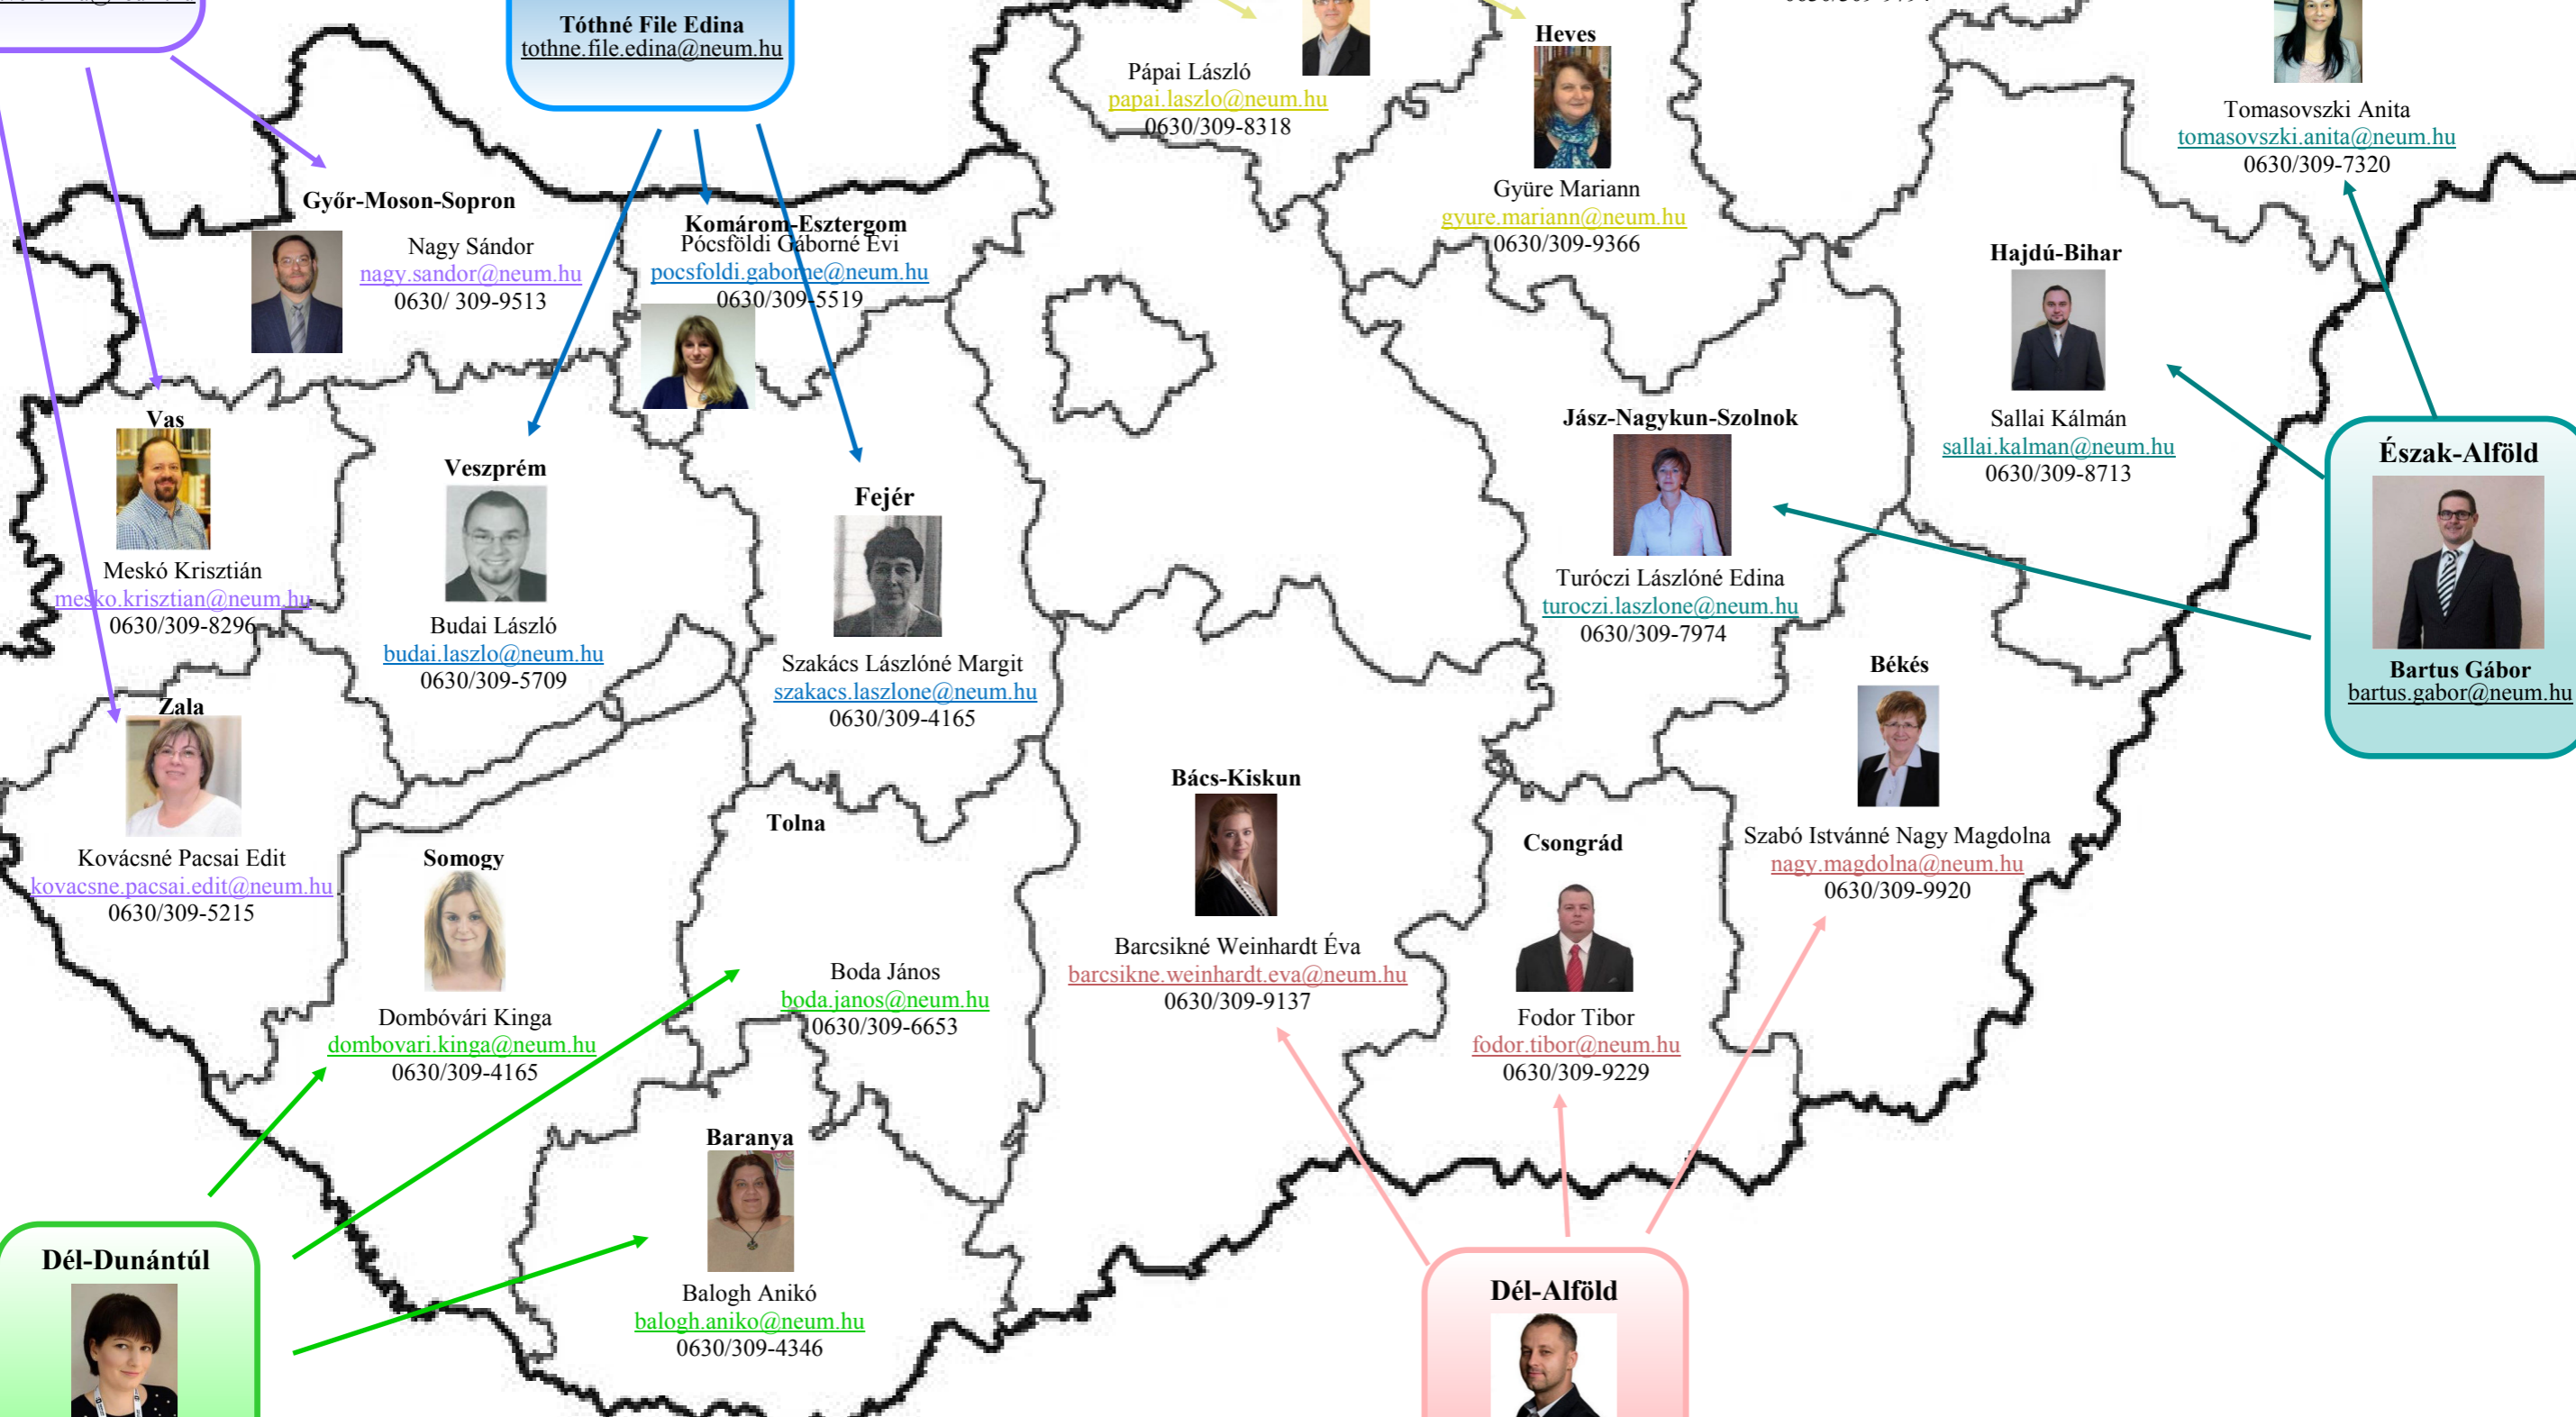 Tóthné File Edina
tothne.file.edina@neum.hu
Pápai László
papai.laszlo@neum.hu
0630/309-8318
Heves
Gyüre Mariann
gyure.mariann@neum.hu
0630/309-9366
Tomasovszki Anita
tomasovszki.anita@neum.hu
0630/309-7320
Győr-Moson-Sopron
Nagy Sándor
nagy.sandor@neum.hu
0630/ 309-9513
Komárom-Esztergom
Pócsföldi Gáborné Évi
pocsfoldi.gaborne@neum.hu
0630/309-5519
Hajdú-Bihar
Sallai Kálmán
sallai.kalman@neum.hu
0630/309-8713
Észak-Alföld
Bartus Gábor
bartus.gabor@neum.hu
Vas
Meskó Krisztián
mesko.krisztian@neum.hu
0630/309-8296
Veszprém
Budai László
budai.laszlo@neum.hu
0630/309-5709
Fejér
Szakács Lászlóné Margit
szakacs.laszlone@neum.hu
0630/309-4165
Jász-Nagykun-Szolnok
Turóczi Lászlóné Edina
turoczi.laszlone@neum.hu
0630/309-7974
Békés
Szabó Istvánné Nagy Magdolna
nagy.magdolna@neum.hu
0630/309-9920
Zala
Kovácsné Pacsai Edit
kovacsne.pacsai.edit@neum.hu
0630/309-5215
Somogy
Dombóvári Kinga
dombovari.kinga@neum.hu
0630/309-4165
Tolna
Boda János
boda.janos@neum.hu
0630/309-6653
Bács-Kiskun
Barcsikné Weinhardt Éva
barcsikne.weinhardt.eva@neum.hu
0630/309-9137
Csongrád
Fodor Tibor
fodor.tibor@neum.hu
0630/309-9229
Baranya
Balogh Anikó
balogh.aniko@neum.hu
0630/309-4346
Dél-Dunántúl
Dél-Alföld